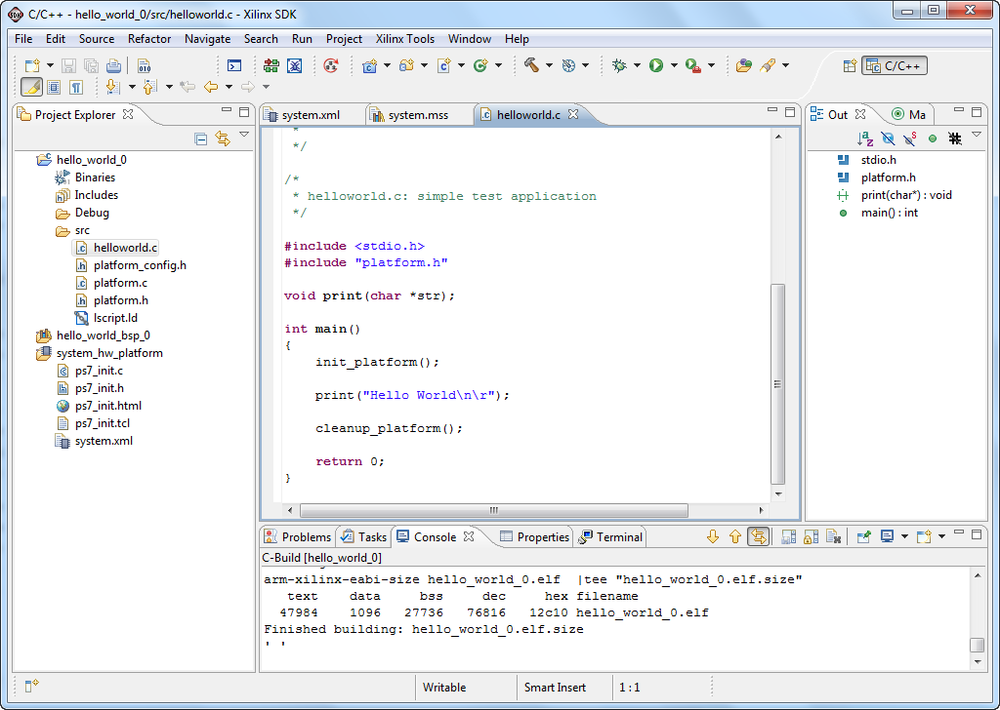 C/C++ - hello_world_0/src/helloworld.c - Xilinx SDK
File Edit Source Refactor Navigate Search Run Project Xilinx Tools Window Help
C/C++
Project Explorer
hello_world_0
Binaries
Includes
Debug
src
helloworld.c
platform_config.h
platform.c
platform.h
lscript.ld
hello_world_bsp_0
system_hw_platform
ps7_init.c
ps7_init.h
ps7_init.html
ps7_init.tcl
system.xml
system.xml system.mss helloworld.c
*
*/
/*
* helloworld.c: simple test application
*/
#include <stdio.h>
#include "platform.h"
void print(char *str);
int main()
{
init_platform();
print("Hello World\n\r");
cleanup_platform();
return 0;
}
Out Ma
stdio.h
platform.h
print(char*) : void
main() : int
Problems Tasks Console Properties Terminal
C-Build [hello_world_0]
arm-xilinx-eabi-size hello_world_0.elf |tee "hello_world_0.elf.size"
text data bss dec hex filename
47984 1096 27736 76816 12c10 hello_world_0.elf
Finished building: hello_world_0.elf.size
' '
Writable Smart Insert 1 : 1